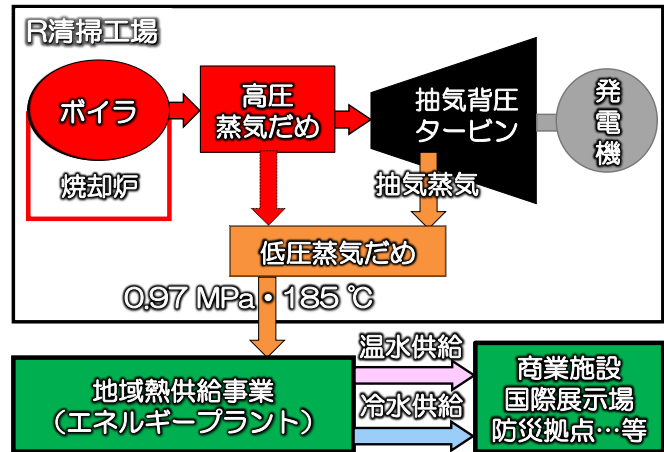 R清掃工場
ボイラ
焼却炉
高圧
蒸気だめ
抽気背圧
タービン
発
電
機
抽気蒸気
低圧蒸気だめ
0.97 MPa・185 ℃
地域熱供給事業
（エネルギープラント）
温水供給
冷水供給
商業施設
国際展示場
防災拠点…等